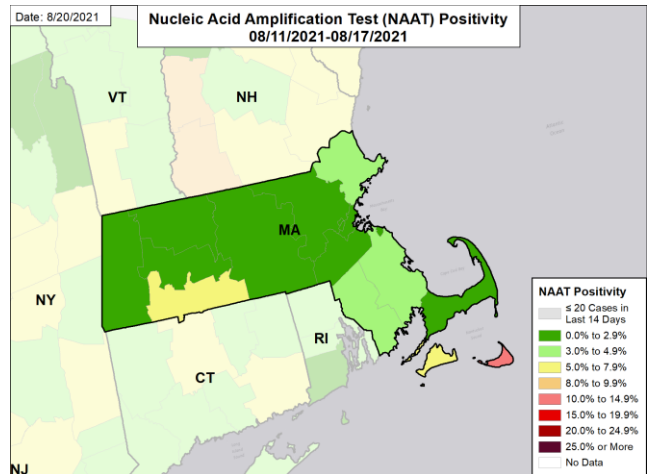 Date: 8/20/2021
Nucleic Acid Amplification Test (NAAT) Positivity
08/11/2021-08/17/2021
VT
NH
MA
NY
RI
CT
NJ
NAAT Positivity
≤ 20 Cases in
Last 14 Days
0.0% to 2.9%
3.0% to 4.9%
5.0% to 7.9%
8.0% to 9.9%
10.0% to 14.9%
15.0% to 19.9%
20.0% to 24.9%
25.0% or More
No Data